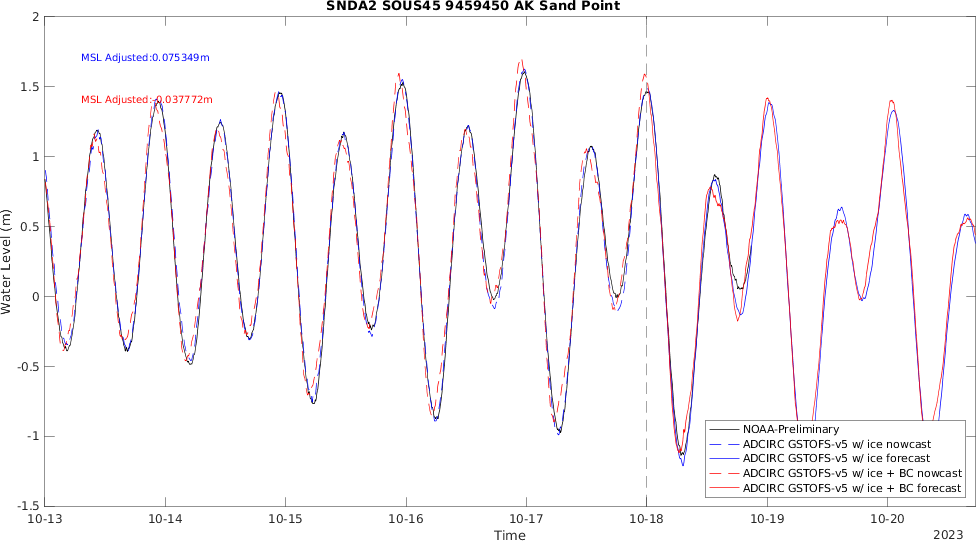 SNDA2 SOUS45 9459450 AK Sand Point
2
MSL Adjusted:0.075349m
1.5
MSL Adjusted:-0.037772m
1
0.5
Water Level (m)
0
-0.5
-1
NOAA-Preliminary
ADCIRC GSTOFS-v5 w/ ice nowcast
ADCIRC GSTOFS-v5 w/ ice forecast
ADCIRC GSTOFS-v5 w/ ice + BC nowcast
ADCIRC GSTOFS-v5 w/ ice + BC forecast
-1.5
10-13 10-14 10-15 10-16 10-17 10-18 10-19 10-20
Time
2023